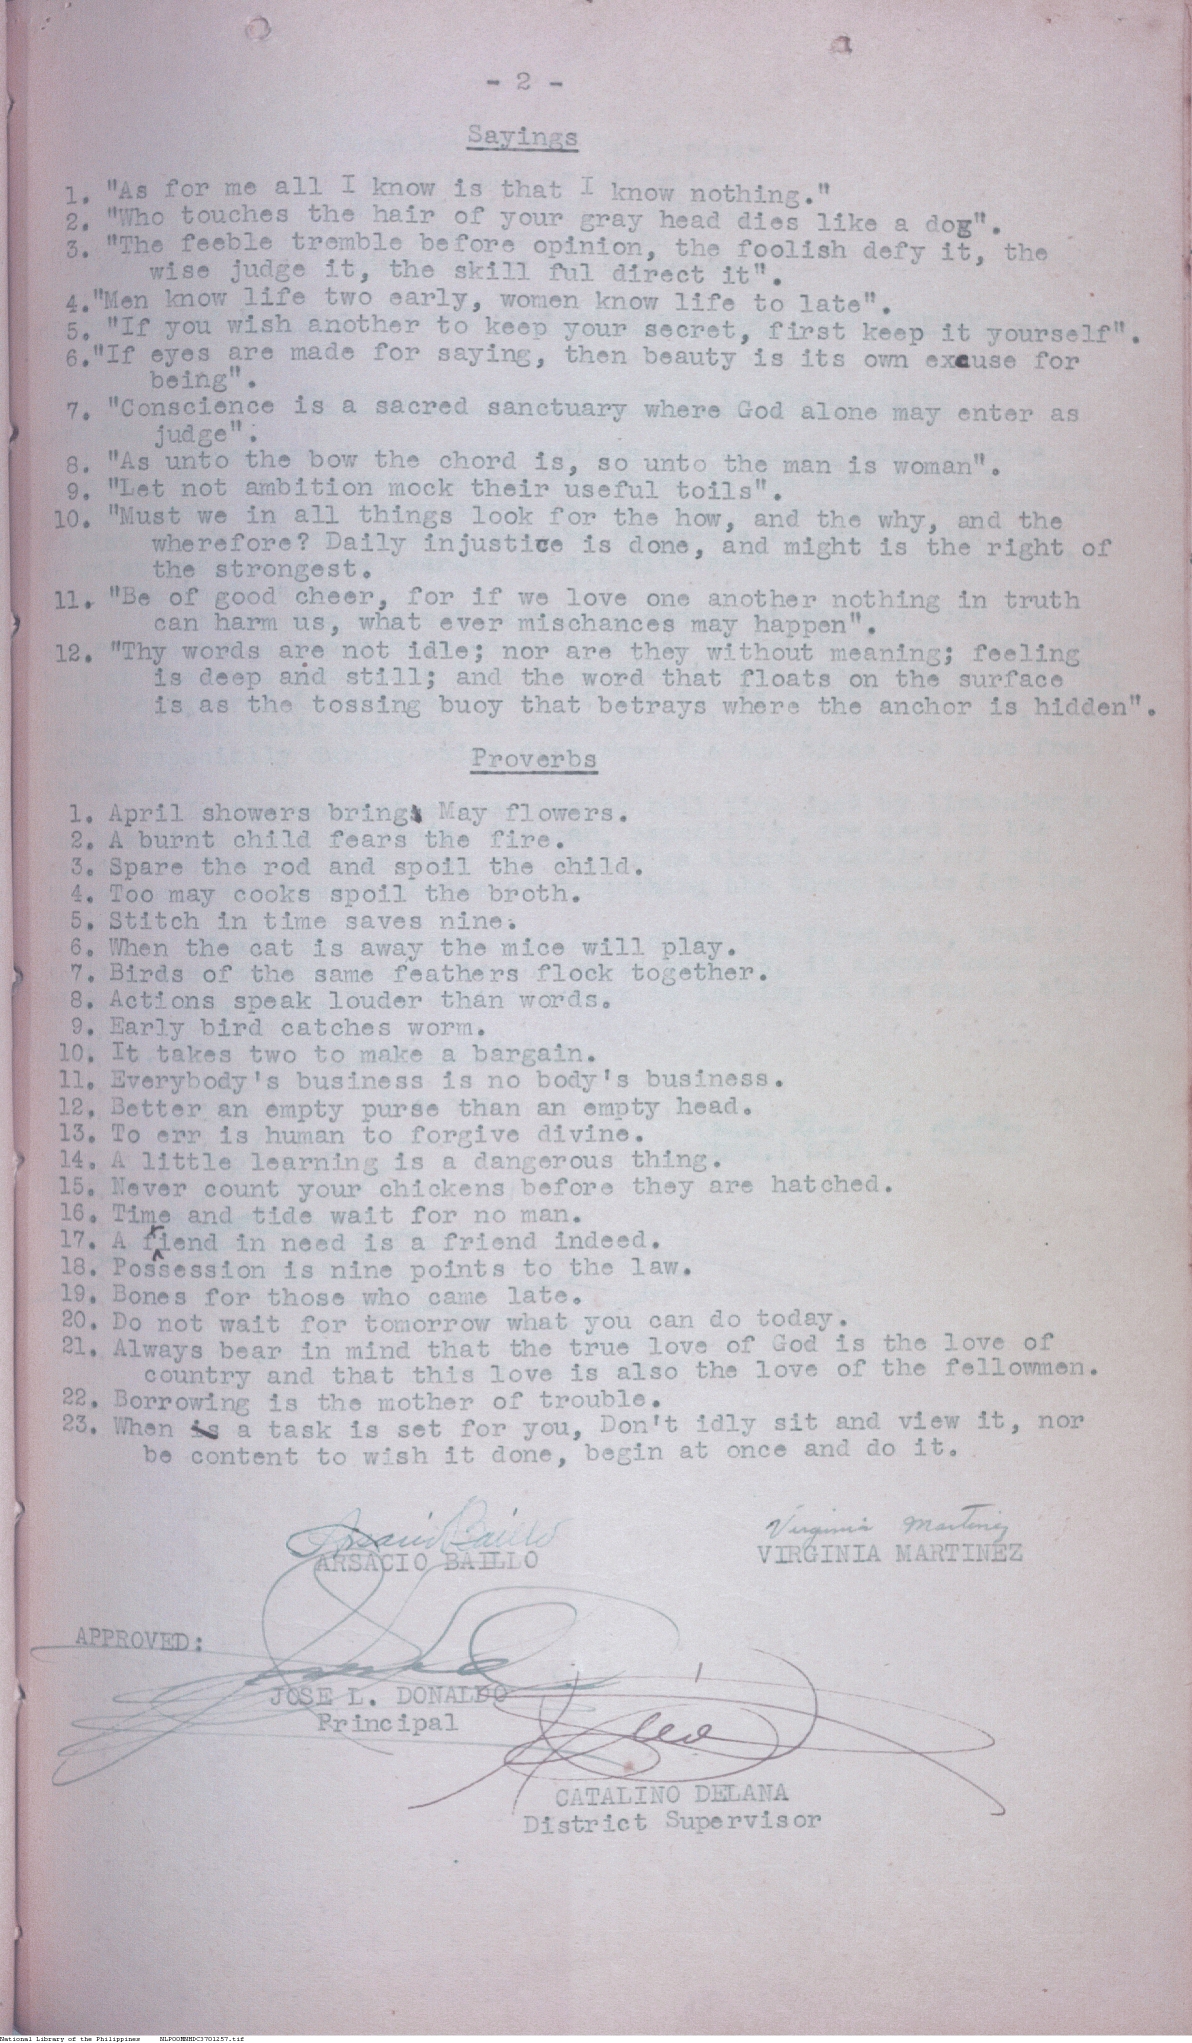 - 2 -
Sayings
1. "As for me all I know is that I know nothing."
2. "Who touches the hair of your gray head dies like a dog".
3. "The feeble tremble before opinion, the foolish defy it, the
wise judge it, the skill ful direct it".
4."Men know life two early, women know life to late".
5. "If you wish another to keep your secret, first keep it yourself".
6."If eyes are made for saying, then beauty is its own excuse for
being".
7. "Conscience is a sacred sanctuary where God alone may enter as
judge".
8. "As unto the bow the chord is, so unto the man is woman".
9. "Let not ambition mock their useful toils".
10. "Must we in all things look for the how, and the why, and the
wherefore? Daily injustice is done, and might is the right of
the strongest.
11. "Be of good cheer, for if we love one another nothing in truth
can harm us, what ever mischances may happen".
12. "Thy words are not idle; nor are they without meaning; feeling
is deep and still; and the word that floats on the surface
is as the tossing buoy that betrays where the anchor is hidden".
Proverbs
1. April showers bring May flowers.
2. A burnt child fears the fire.
3. Spare the rod and spoil the child.
4. Too may cooks spoil the broth.
5. Stitch in time saves nine.
6. When the cat is away the mice will play.
7. Birds of the same feathers flock together.
8. Actions speak louder than words.
9. Early bird catches worm.
10. It takes two to make a bargain.
11. Everybody's business is no body's business.
12. Better an empty purse than an empty head.
13. To err is human to forgive divine.
14. A little learning is a dangerous thing.
15. Never count your chickens before they are hatched.
16. Time and tide wait for no man.
17. A friend in need is a friend indeed.
18. Possession is nine points to the law.
19. Bones for those who came late.
20. Do not wait for tomorrow what you can do today.
21. Always bear in mind that the true love of God is the love of
country and that this love is also the love of the fellowmen.
22. Borrowing is the mother of trouble.
23. When a task is set for you, Don't idly sit and view it, nor
be content to wish it done, begin at once and do it.
Arsacio Baillo Virginia Martinez
ARSACIO BAILLO VIRGINIA MARTINEZ
APPROVED:
JOSE L. DONALDO
Principal
CATALINO DELANA
District Supervisor
National Library of the Philippines NLPOOMNHDC3701257.tif